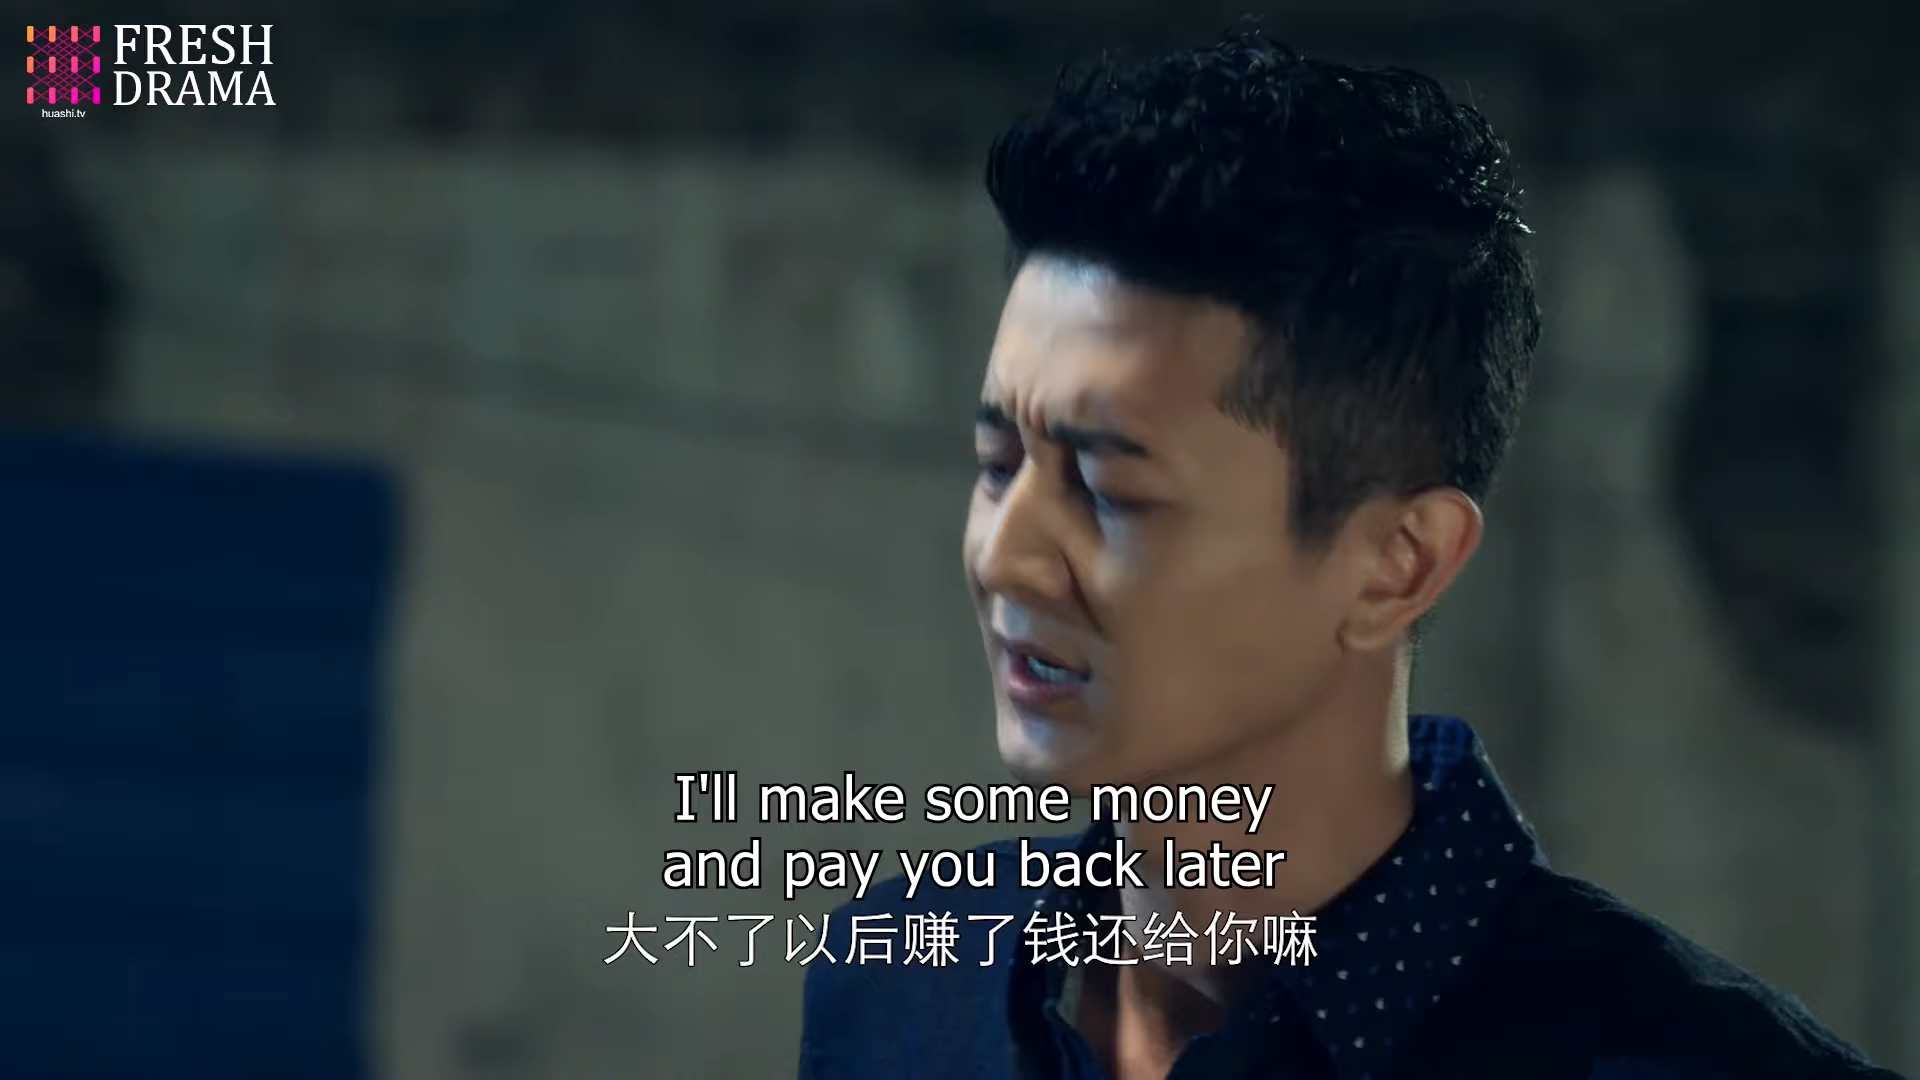 FRESH
DRAMA
huashi.tv
I'll make some money
and pay you back later
大不了以后赚了钱还给你嘛